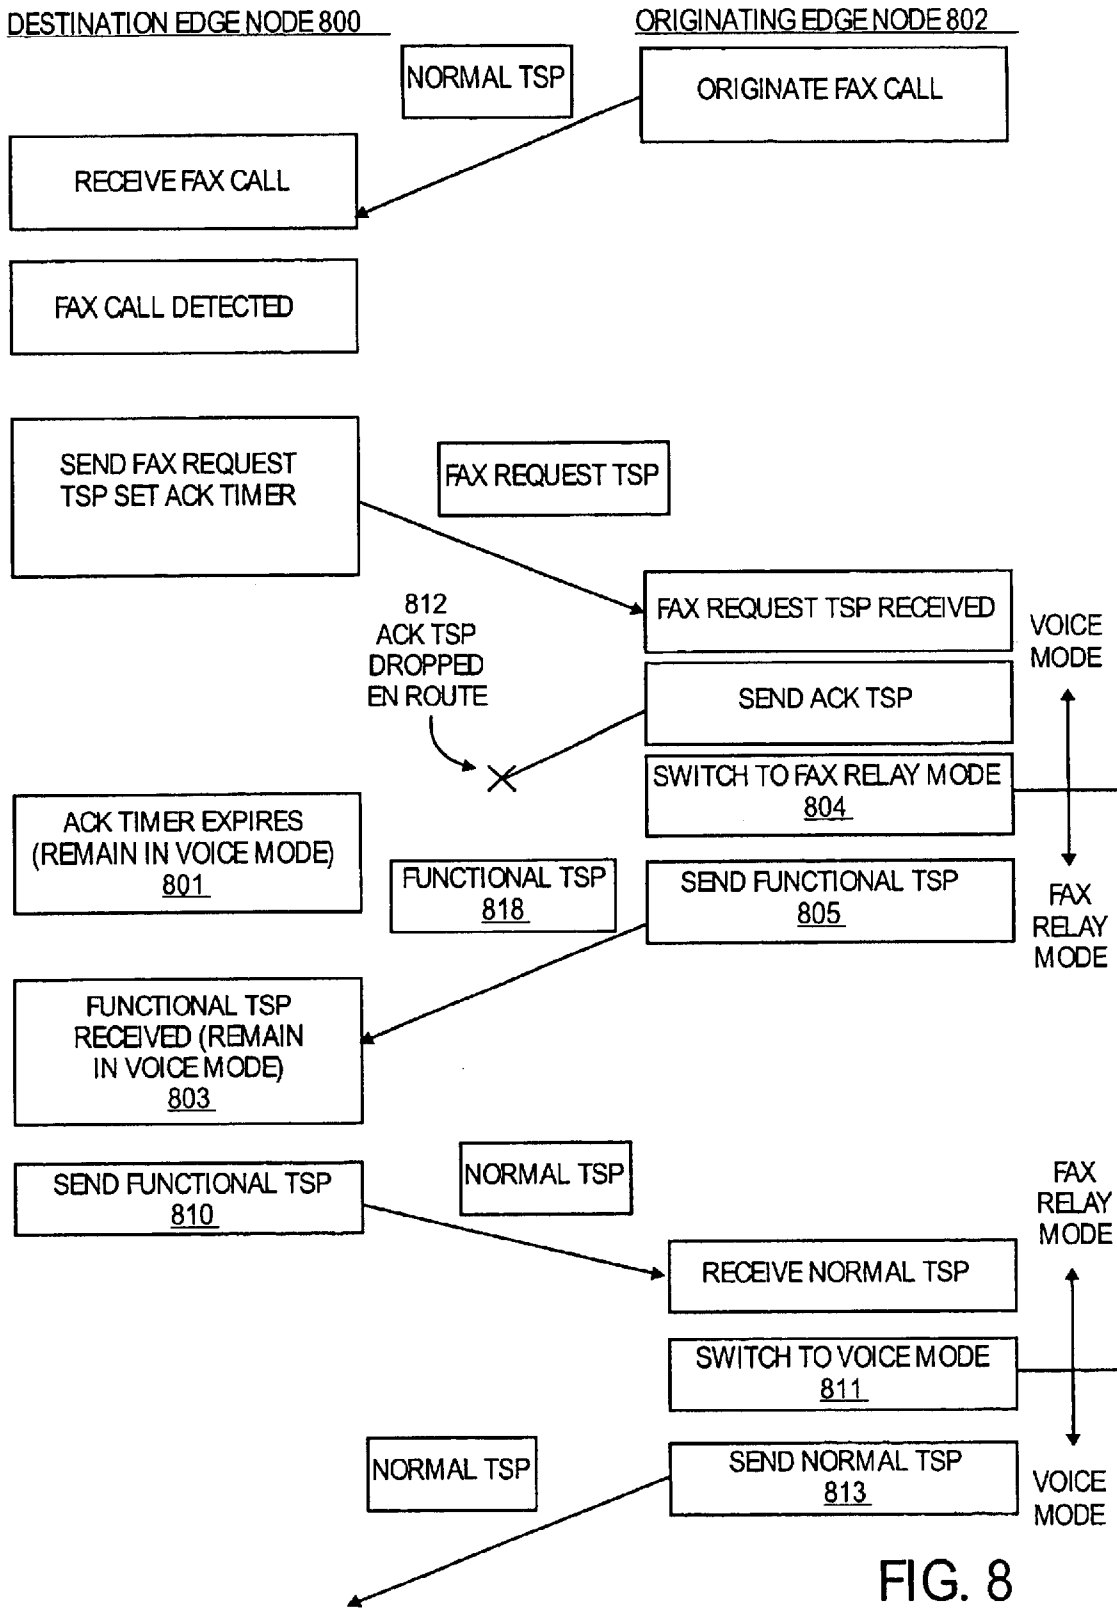 DESTINATION EDGE NODE 800
ORIGINATING EDGE NODE 802
NORMAL TSP
ORIGINATE FAX CALL
RECEIVE FAX CALL
FAX CALL DETECTED
SEND FAX REQUEST
TSP SET ACK TIMER
FAX REQUEST TSP
FAX REQUEST TSP RECEIVED
VOICE
MODE
812
ACK TSP
DROPPED
EN ROUTE
SEND ACK TSP
SWITCH TO FAX RELAY MODE
804
ACK TIMER EXPIRES
(REMAIN IN VOICE MODE)
801
FUNCTIONAL TSP
818
SEND FUNCTIONAL TSP
805
FAX
RELAY
MODE
FUNCTIONAL TSP
RECEIVED (REMAIN
IN VOICE MODE)
803
SEND FUNCTIONAL TSP
810
NORMAL TSP
FAX
RELAY
MODE
RECEIVE NORMAL TSP
SWITCH TO VOICE MODE
811
NORMAL TSP
SEND NORMAL TSP
813
VOICE
MODE
FIG. 8